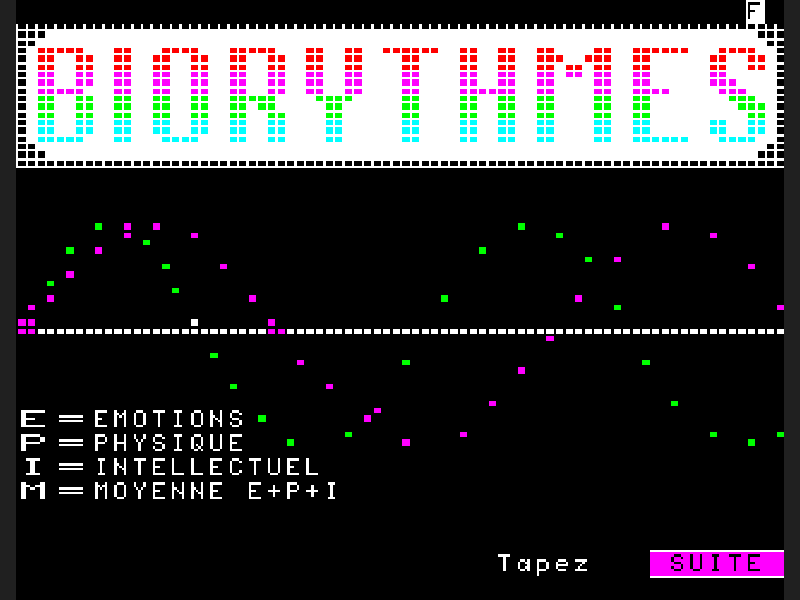 F
BIORYTHMES
E = EMOTIONS
P = PHYSIQUE
I = INTELLECTUEL
M = MOYENNE E+P+I
Tapez SUITE